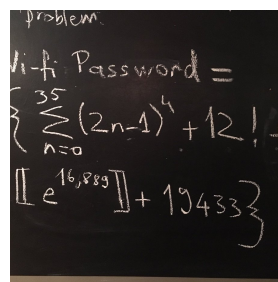 problem.
Wi-fi Password =
{ 35 Σ n=0 (2n-1)^4 + 12! -
[[ e^16,889 ]] + 19433}